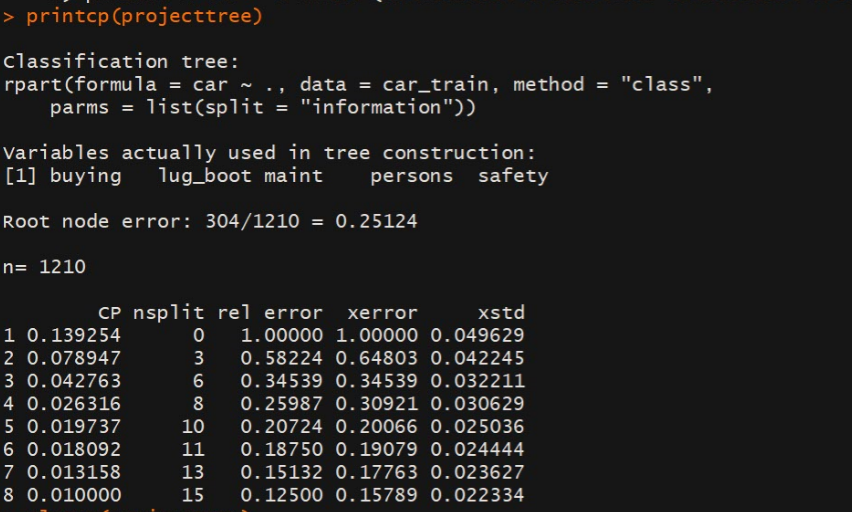 > printcp(projecttree)
Classification tree:
rpart(formula = car ~ ., data = car_train, method = "class",
    parms = list(split = "information"))
Variables actually used in tree construction:
[1] buying   lug_boot maint    persons  safety
Root node error: 304/1210 = 0.25124
n= 1210
        CP nsplit rel error  xerror     xstd
1 0.139254      0   1.00000 1.00000 0.049629
2 0.078947      3   0.58224 0.64803 0.042245
3 0.042763      6   0.34539 0.34539 0.032211
4 0.026316      8   0.25987 0.30921 0.030629
5 0.019737     10   0.20724 0.20066 0.025036
6 0.018092     11   0.18750 0.19079 0.024444
7 0.013158     13   0.15132 0.17763 0.023627
8 0.010000     15   0.12500 0.15789 0.022334